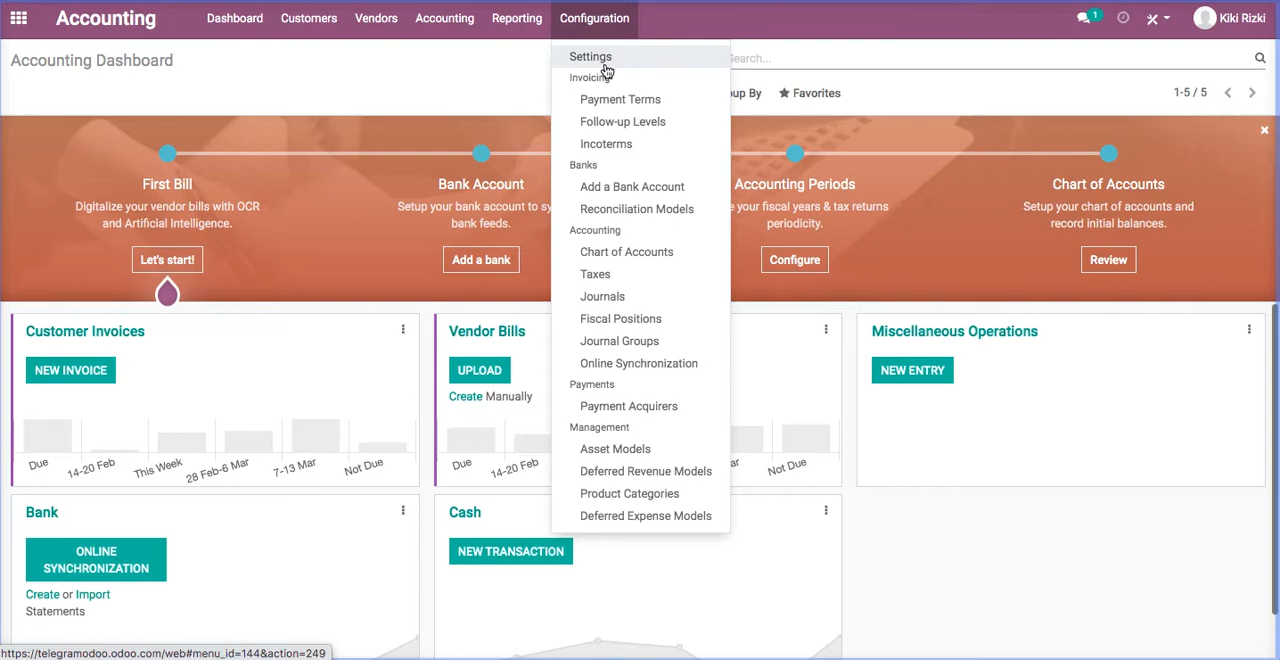 Accounting
Dashboard
Customers
Vendors
Accounting
Reporting
Configuration
1
Kiki Rizki
Accounting Dashboard
Search...
Favorites
1-5 / 5
Settings
Invoicing
Payment Terms
Follow-up Levels
Incoterms
Banks
Add a Bank Account
Reconciliation Models
Accounting
Chart of Accounts
Taxes
Journals
Fiscal Positions
Journal Groups
Online Synchronization
Payments
Payment Acquirers
Management
Asset Models
Deferred Revenue Models
Product Categories
Deferred Expense Models
First Bill
Digitalize your vendor bills with OCR
and Artificial Intelligence.
Let's start!
Bank Account
Setup your bank account to
bank feeds.
Add a bank
Accounting Periods
your fiscal years & tax returns
periodicity.
Configure
Chart of Accounts
Setup your chart of accounts and
record initial balances.
Review
Customer Invoices
NEW INVOICE
Due
14-20 Feb
This Week
28 Feb-6 Mar
7-13 Mar
Not Due
Vendor Bills
UPLOAD
Create Manually
Due
14-20 Feb
Not Due
Miscellaneous Operations
NEW ENTRY
Bank
ONLINE
SYNCHRONIZATION
Create or Import
Statements
Cash
NEW TRANSACTION
https://telegramodoo.odoo.com/web#menu_id=144&action=249